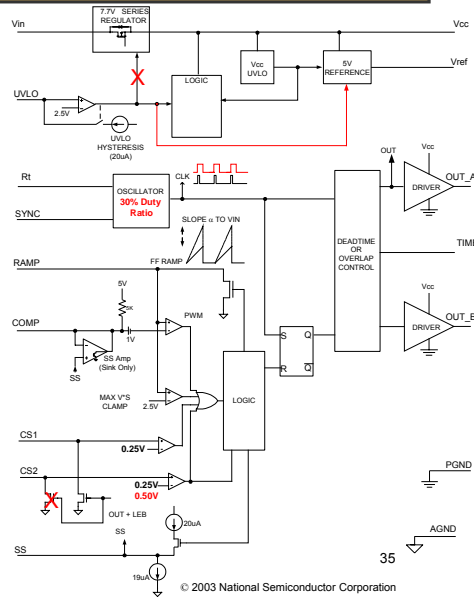 7.7V SERIES
REGULATOR
Vin
Vcc
Vcc
UVLO
5V
REFERENCE
Vref
LOGIC
UVLO
2.5V
UVLO
HYSTERESIS
(20uA)
OUT
Vcc
OUT_A
DRIVER
Rt
CLK
OSCILLATOR
30% Duty
Ratio
SYNC
SLOPE α TO VIN
DEADTIME
OR
OVERLAP
CONTROL
TIME
RAMP
FF RAMP
5V
5K
PWM
Vcc
COMP
1V
OUT_B
DRIVER
SS Amp
(Sink Only)
SS
S
Q
R
Q
LOGIC
MAX V*S
CLAMP
2.5V
CS1
0.25V
CS2
0.25V
0.50V
PGND
OUT + LEB
20uA
SS
AGND
SS
19uA
35
© 2003 National Semiconductor Corporation